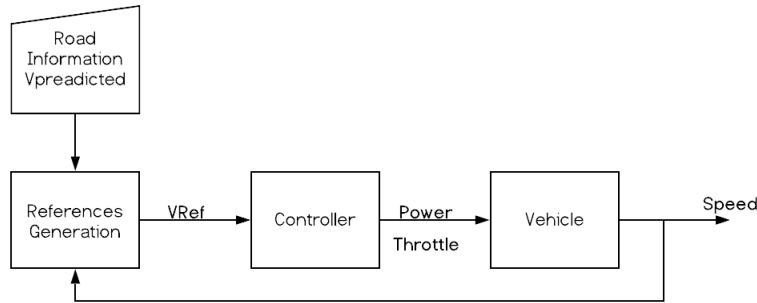 Road
Information
Vpreadicted
References
Generation
VRef
Controller
Power
Throttle
Vehicle
Speed